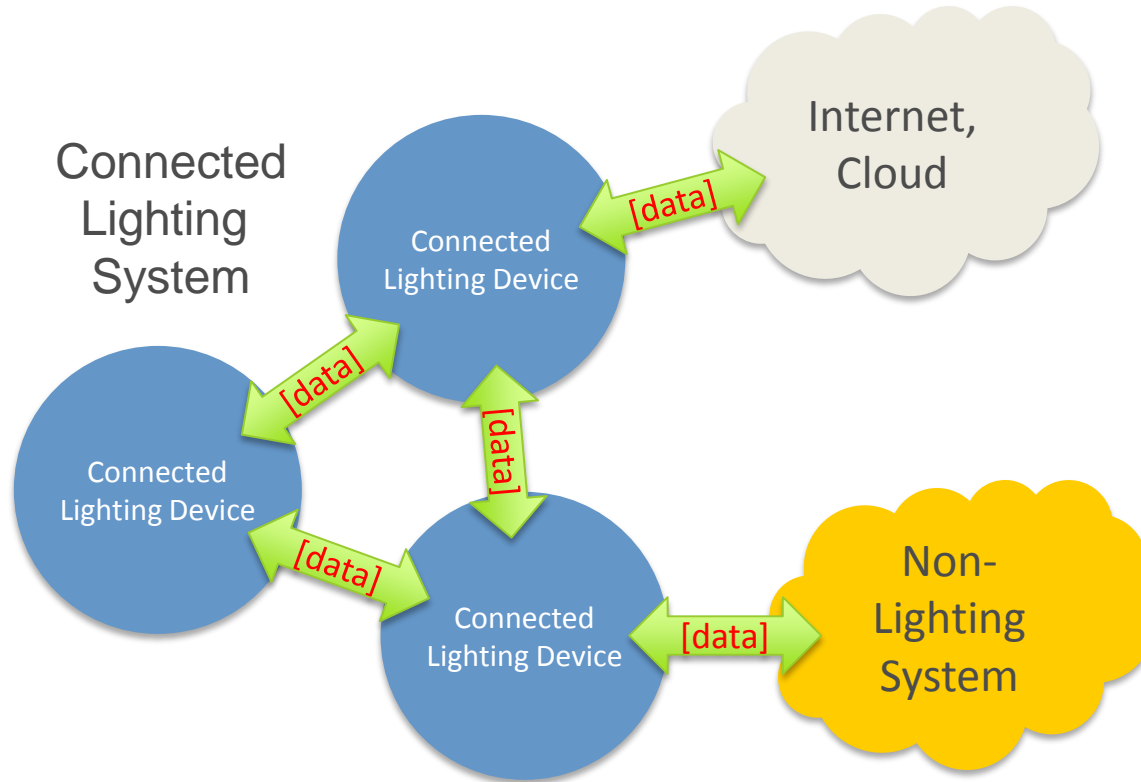 Connected
Lighting
System
Internet,
Cloud
[data]
Connected
Lighting Device
[data]
[data]
Connected
Lighting Device
[data]
Connected
Lighting Device
[data]
Non-
Lighting
System